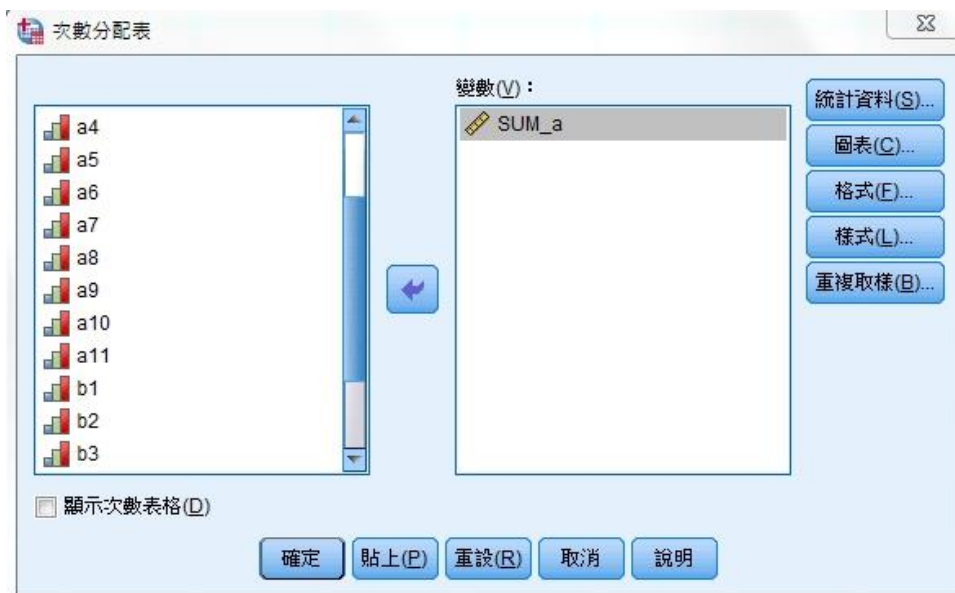 次數分配表
變數(V)：
a4
a5
a6
a7
a8
a9
a10
a11
b1
b2
b3
SUM_a
統計資料(S)...
圖表(C)...
格式(F)...
樣式(L)...
重複取樣(B)...
顯示次數表格(D)
確定
貼上(P)
重設(R)
取消
說明